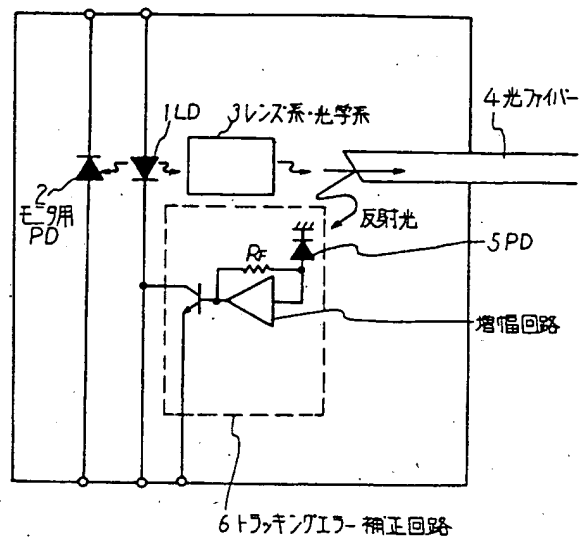 1LD
3レンズ系・光学系
4光ファイバー
2
モニタ用
PD
反射光
RF
5PD
増幅回路
6トラッキングエラー補正回路